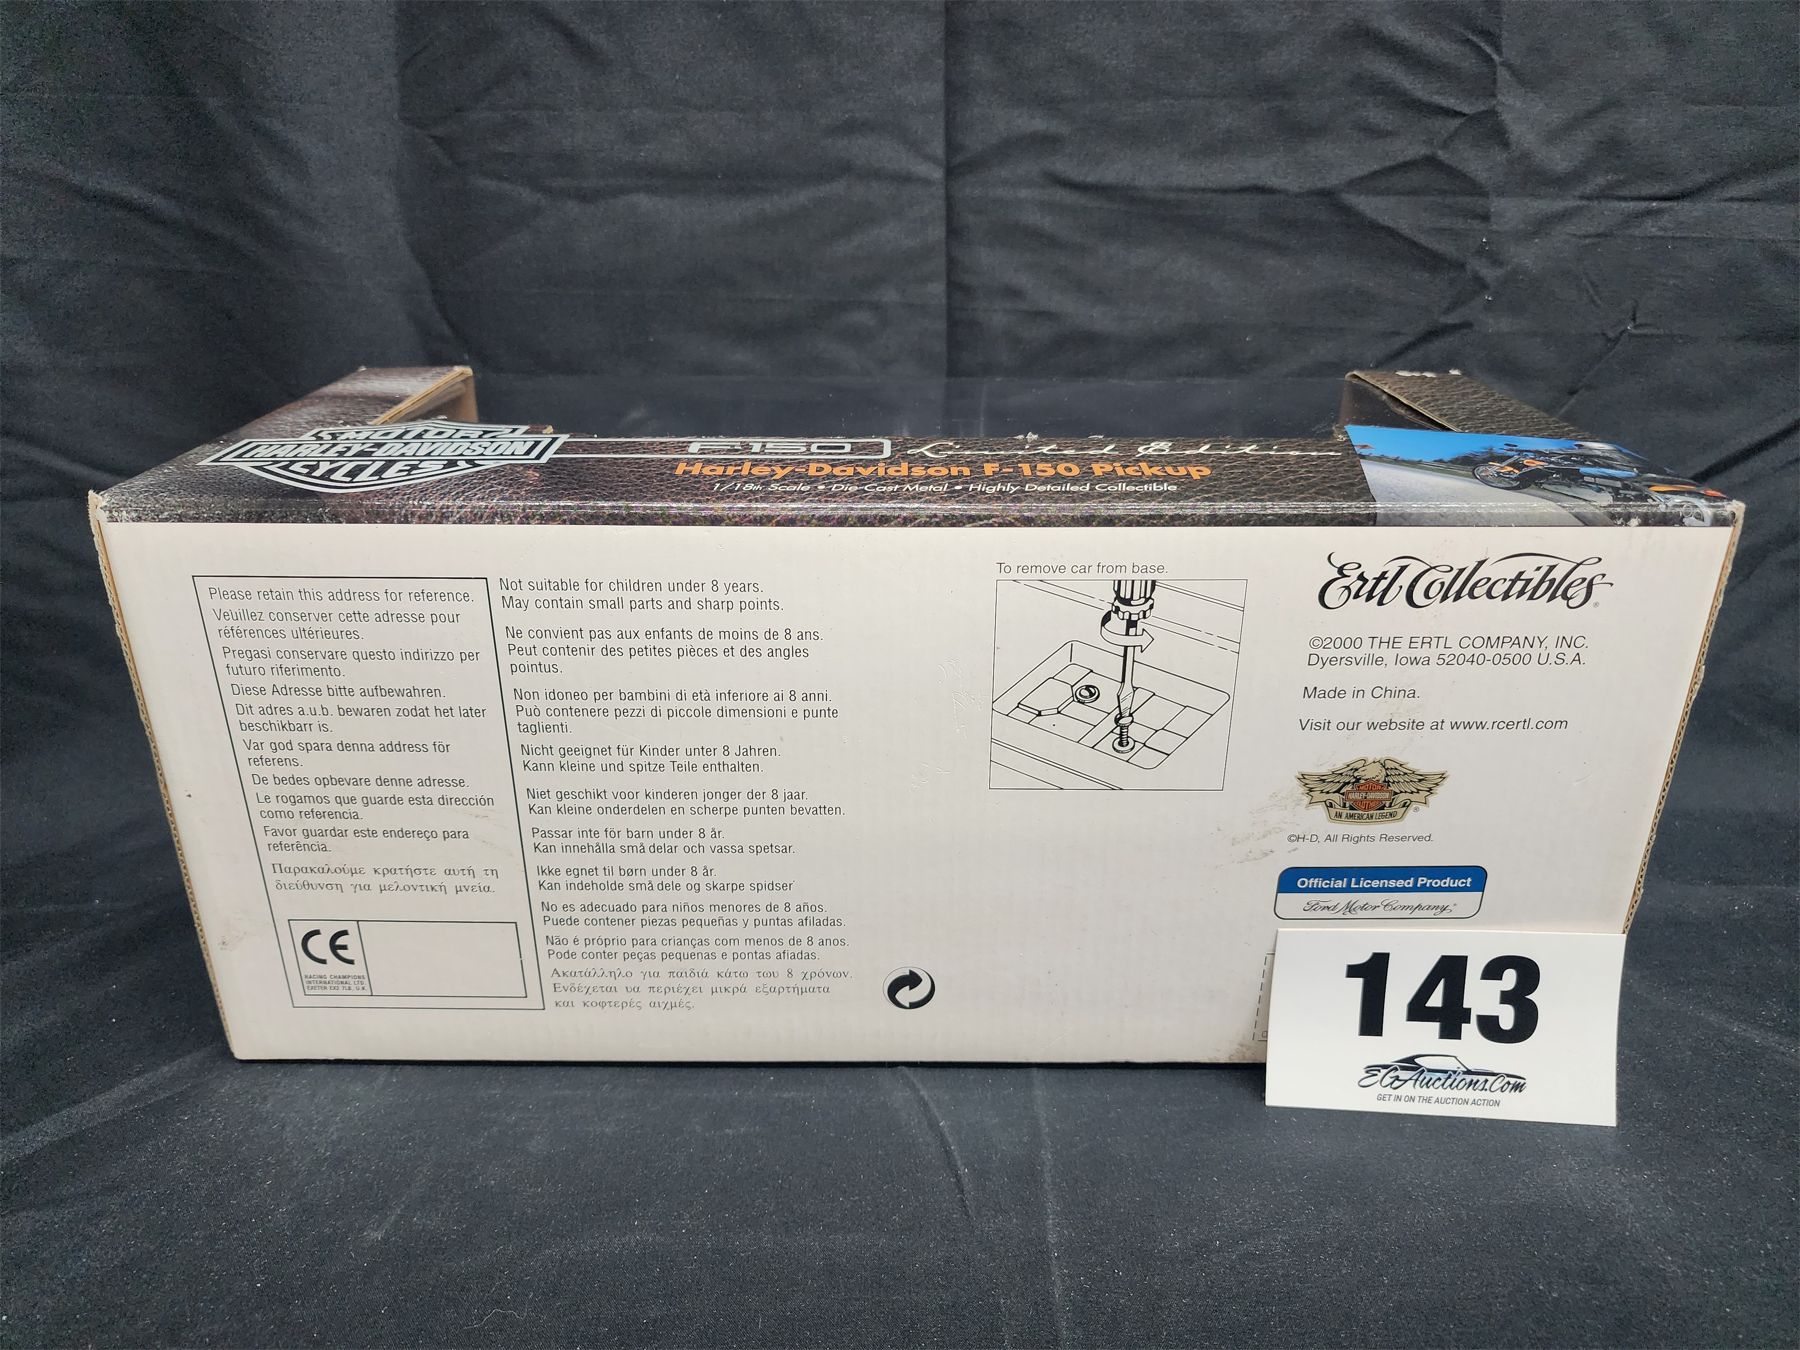 MOTOR
HARLEY-DAVIDSON
CYCLES
F-150
Limited Edition
Harley-Davidson F-150 Pickup
1/18th Scale • Die-Cast Metal • Highly Detailed Collectible
Please retain this address for reference.
Veuillez conserver cette adresse pour
références ultérieures.
Pregasi conservare questo indirizzo per
futuro riferimento.
Diese Adresse bitte aufbewahren.
Dit adres a.u.b. bewaren zodat het later
beschikbarr is.
Var god spara denna address för
referens.
De bedes opbevare denne adresse.
Le rogamos que guarde esta dirección
como referencia.
Favor guardar este endereço para
referência.
Παρακαλούμε κρατήστε αυτή τη
διεύθυνση για μελοντική μνεία.
CE
RACING CHAMPIONS
INTERNATIONAL LTD.
EXETER EX2 7LB, U.K.
Not suitable for children under 8 years.
May contain small parts and sharp points.
Ne convient pas aux enfants de moins de 8 ans.
Peut contenir des petites pièces et des angles
pointus.
Non idoneo per bambini di età inferiore ai 8 anni.
Può contenere pezzi di piccole dimensioni e punte
taglienti.
Nicht geeignet für Kinder unter 8 Jahren.
Kann kleine und spitze Teile enthalten.
Niet geschikt voor kinderen jonger der 8 jaar.
Kan kleine onderdelen en scherpe punten bevatten.
Passar inte för barn under 8 år.
Kan innehålla små delar och vassa spetsar.
Ikke egnet til børn under 8 år.
Kan indeholde små dele og skarpe spidser
No es adecuado para niños menores de 8 años.
Puede contener piezas pequeñas y puntas afiladas.
Não é próprio para crianças com menos de 8 anos.
Pode conter peças pequenas e pontas afiadas.
Ακατάλληλο για παίδιά κάτω του 8 χρόνων.
Ενδέχεται υα περιέχει μικρά εξαρτήματα
και κοφτερές αιχμές.
To remove car from base.
Ertl Collectibles®
©2000 THE ERTL COMPANY, INC.
Dyersville, Iowa 52040-0500 U.S.A.
Made in China.
Visit our website at www.rcertl.com
MOTOR
HARLEY-DAVIDSON
CYCLES
AN AMERICAN LEGEND
®
©H-D, All Rights Reserved.
Official Licensed Product
Ford Motor Company
143
EGAuctions.Com
GET IN ON THE AUCTION ACTION